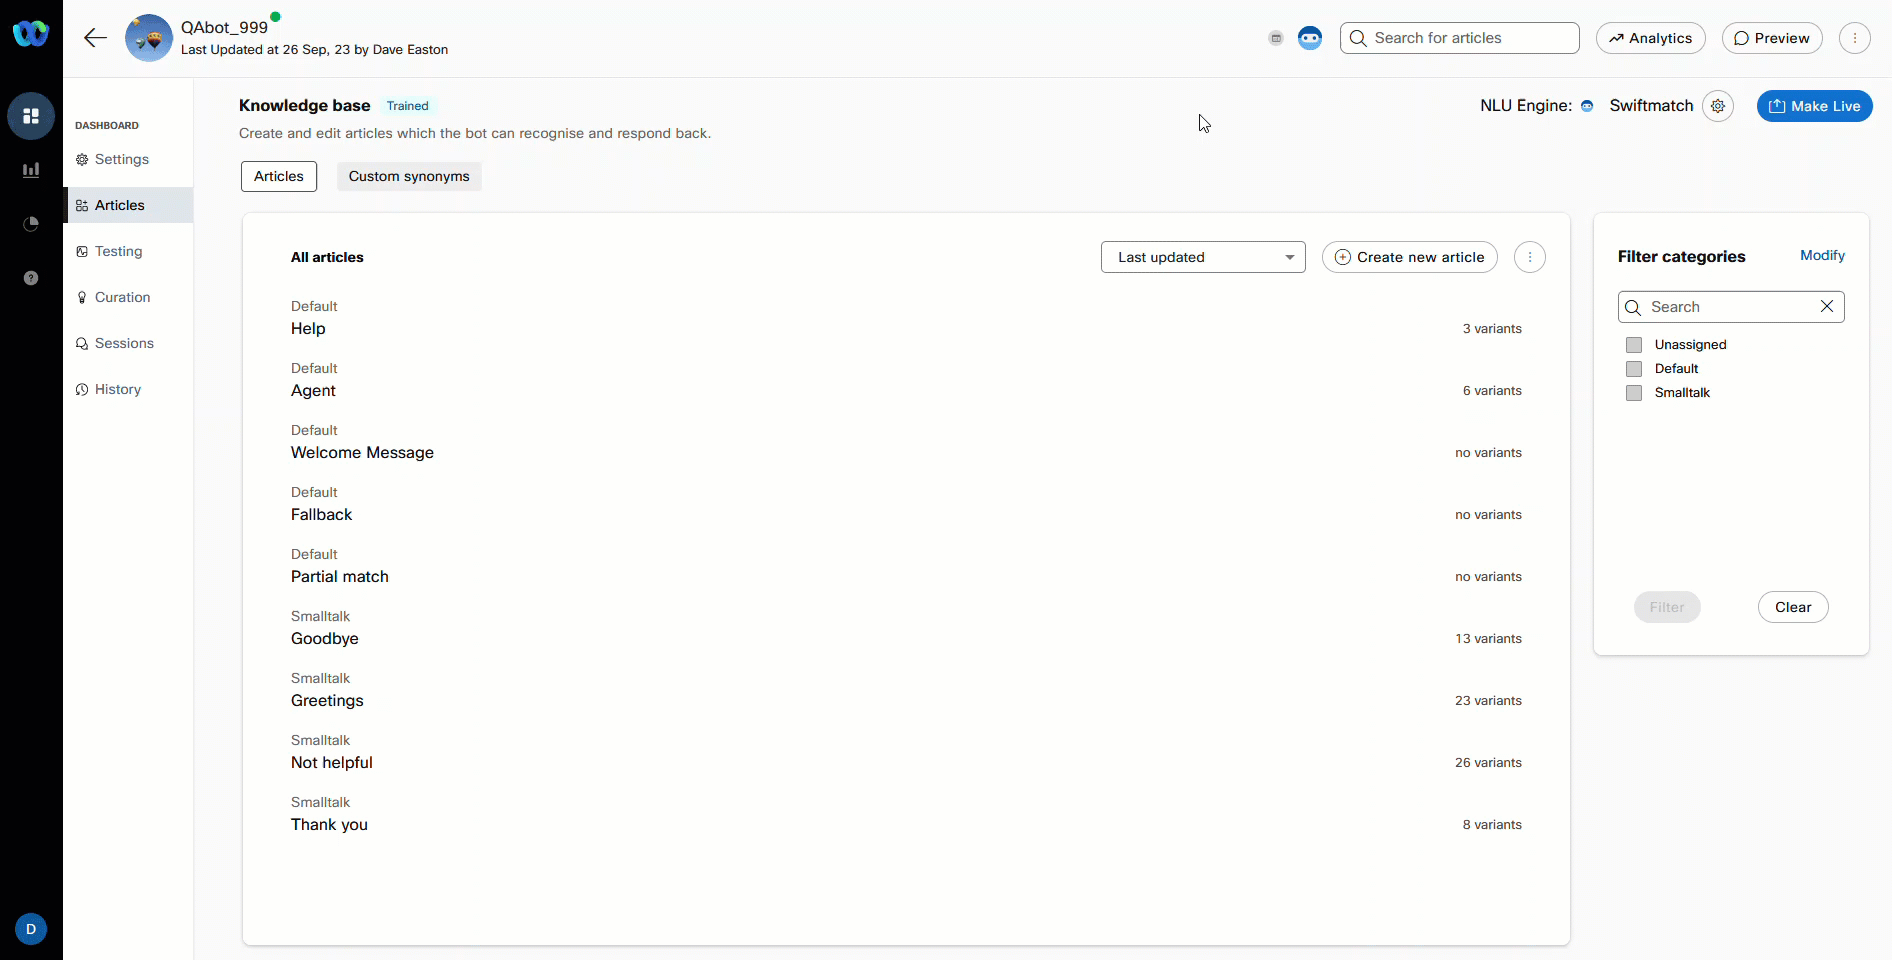 QAbot_999
Last Updated at 26 Sep, 23 by Dave Easton
Search for articles
Analytics
Preview
DASHBOARD
Settings
Articles
Testing
Curation
Sessions
History
D
Knowledge base Trained
NLU Engine: Swiftmatch
Make Live
Create and edit articles which the bot can recognise and respond back.
Articles
Custom synonyms
All articles
Last updated
Create new article
Default
Help
3 variants
Default
Agent
6 variants
Default
Welcome Message
no variants
Default
Fallback
no variants
Default
Partial match
no variants
Smalltalk
Goodbye
13 variants
Smalltalk
Greetings
23 variants
Smalltalk
Not helpful
26 variants
Smalltalk
Thank you
8 variants
Filter categories
Modify
Search
Unassigned
Default
Smalltalk
Filter
Clear